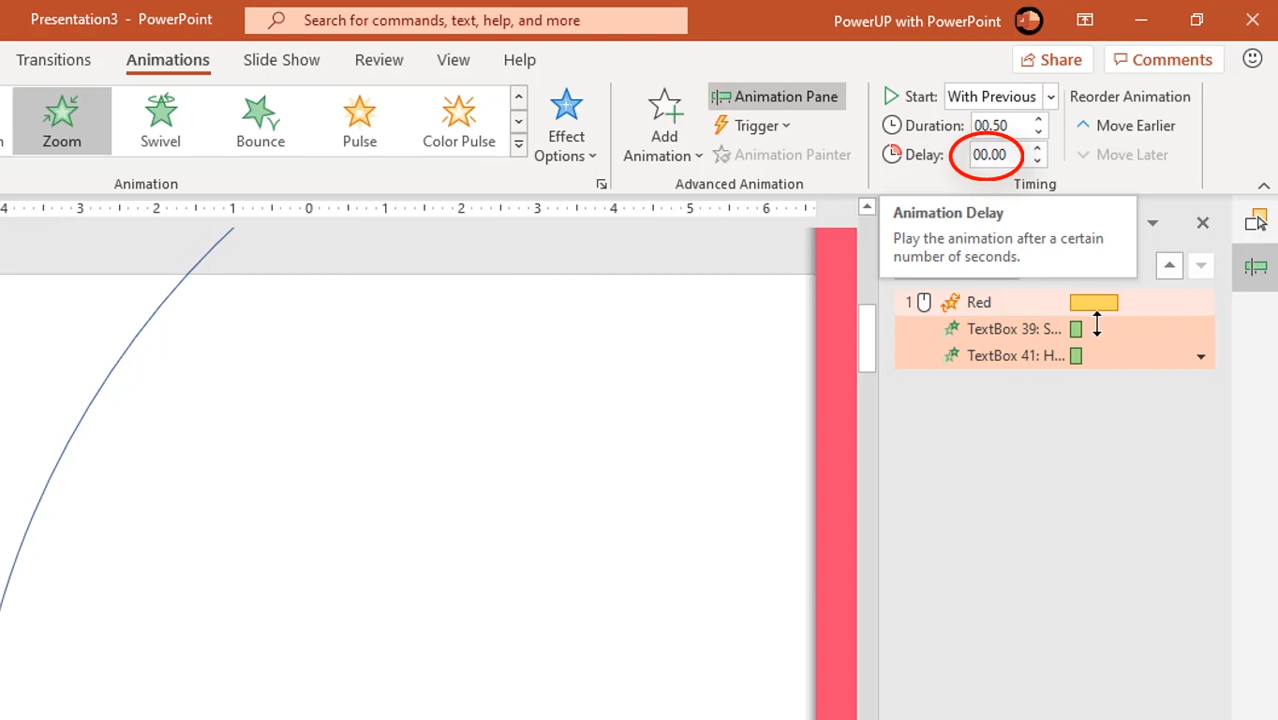 Presentation3 - PowerPoint
Search for commands, text, help, and more
PowerUP with PowerPoint
Transitions
Animations
Slide Show
Review
View
Help
Share
Comments
Zoom
Swivel
Bounce
Pulse
Color Pulse
Effect
Options
Add
Animation
Animation Pane
Trigger
Animation Painter
Start: With Previous
Duration: 00.50
Delay: 00.00
Reorder Animation
Move Earlier
Move Later
Animation
Advanced Animation
Timing
4 3 2 1 0 1 2 3 4 5 6
Animation Delay
Play the animation after a certain
number of seconds.
1 Red
TextBox 39: S...
TextBox 41: H...